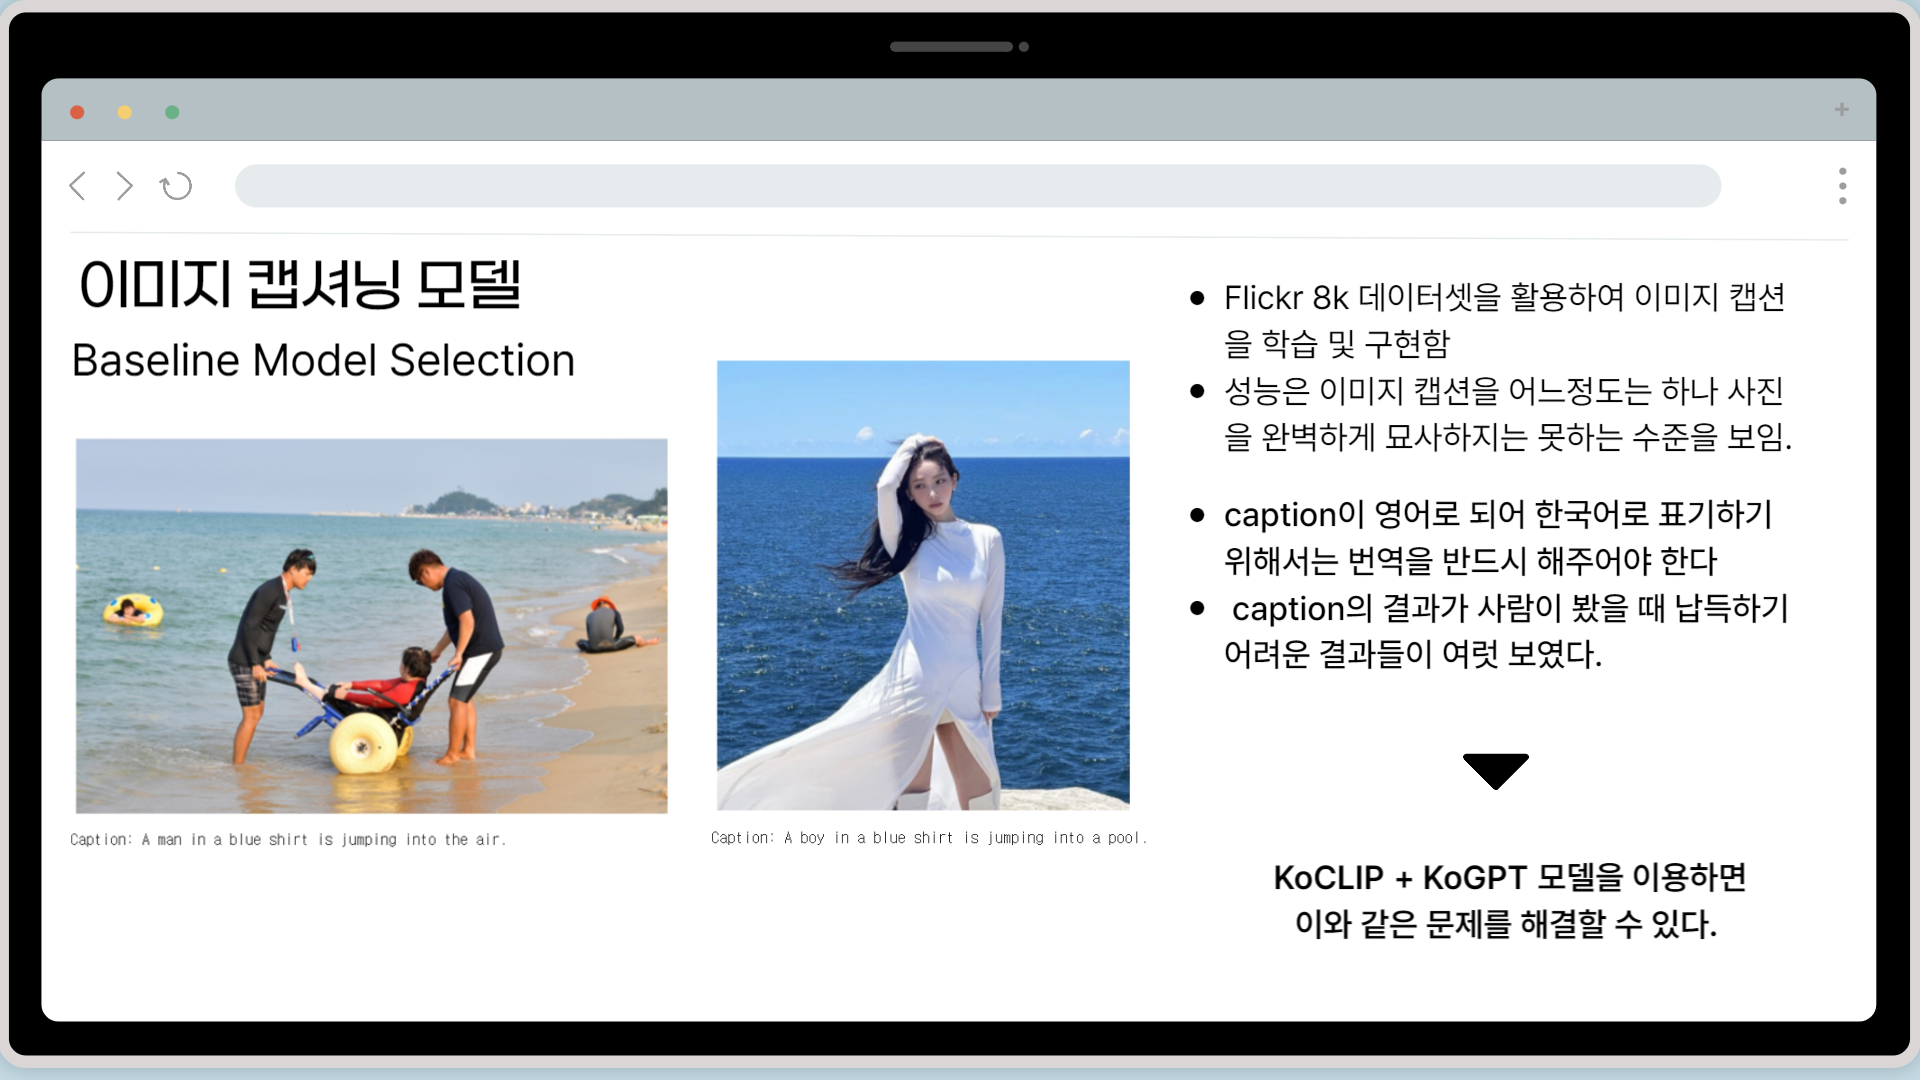 이미지 캡셔닝 모델
Baseline Model Selection
Caption: A man in a blue shirt is jumping into the air.
Caption: A boy in a blue shirt is jumping into a pool.
● Flickr 8k 데이터셋을 활용하여 이미지 캡션
을 학습 및 구현함
● 성능은 이미지 캡션을 어느정도는 하나 사진
을 완벽하게 묘사하지는 못하는 수준을 보임.
● caption이 영어로 되어 한국어로 표기하기
위해서는 번역을 반드시 해주어야 한다
● caption의 결과가 사람이 봤을 때 납득하기
어려운 결과들이 여럿 보였다.
KoCLIP + KoGPT 모델을 이용하면
이와 같은 문제를 해결할 수 있다.